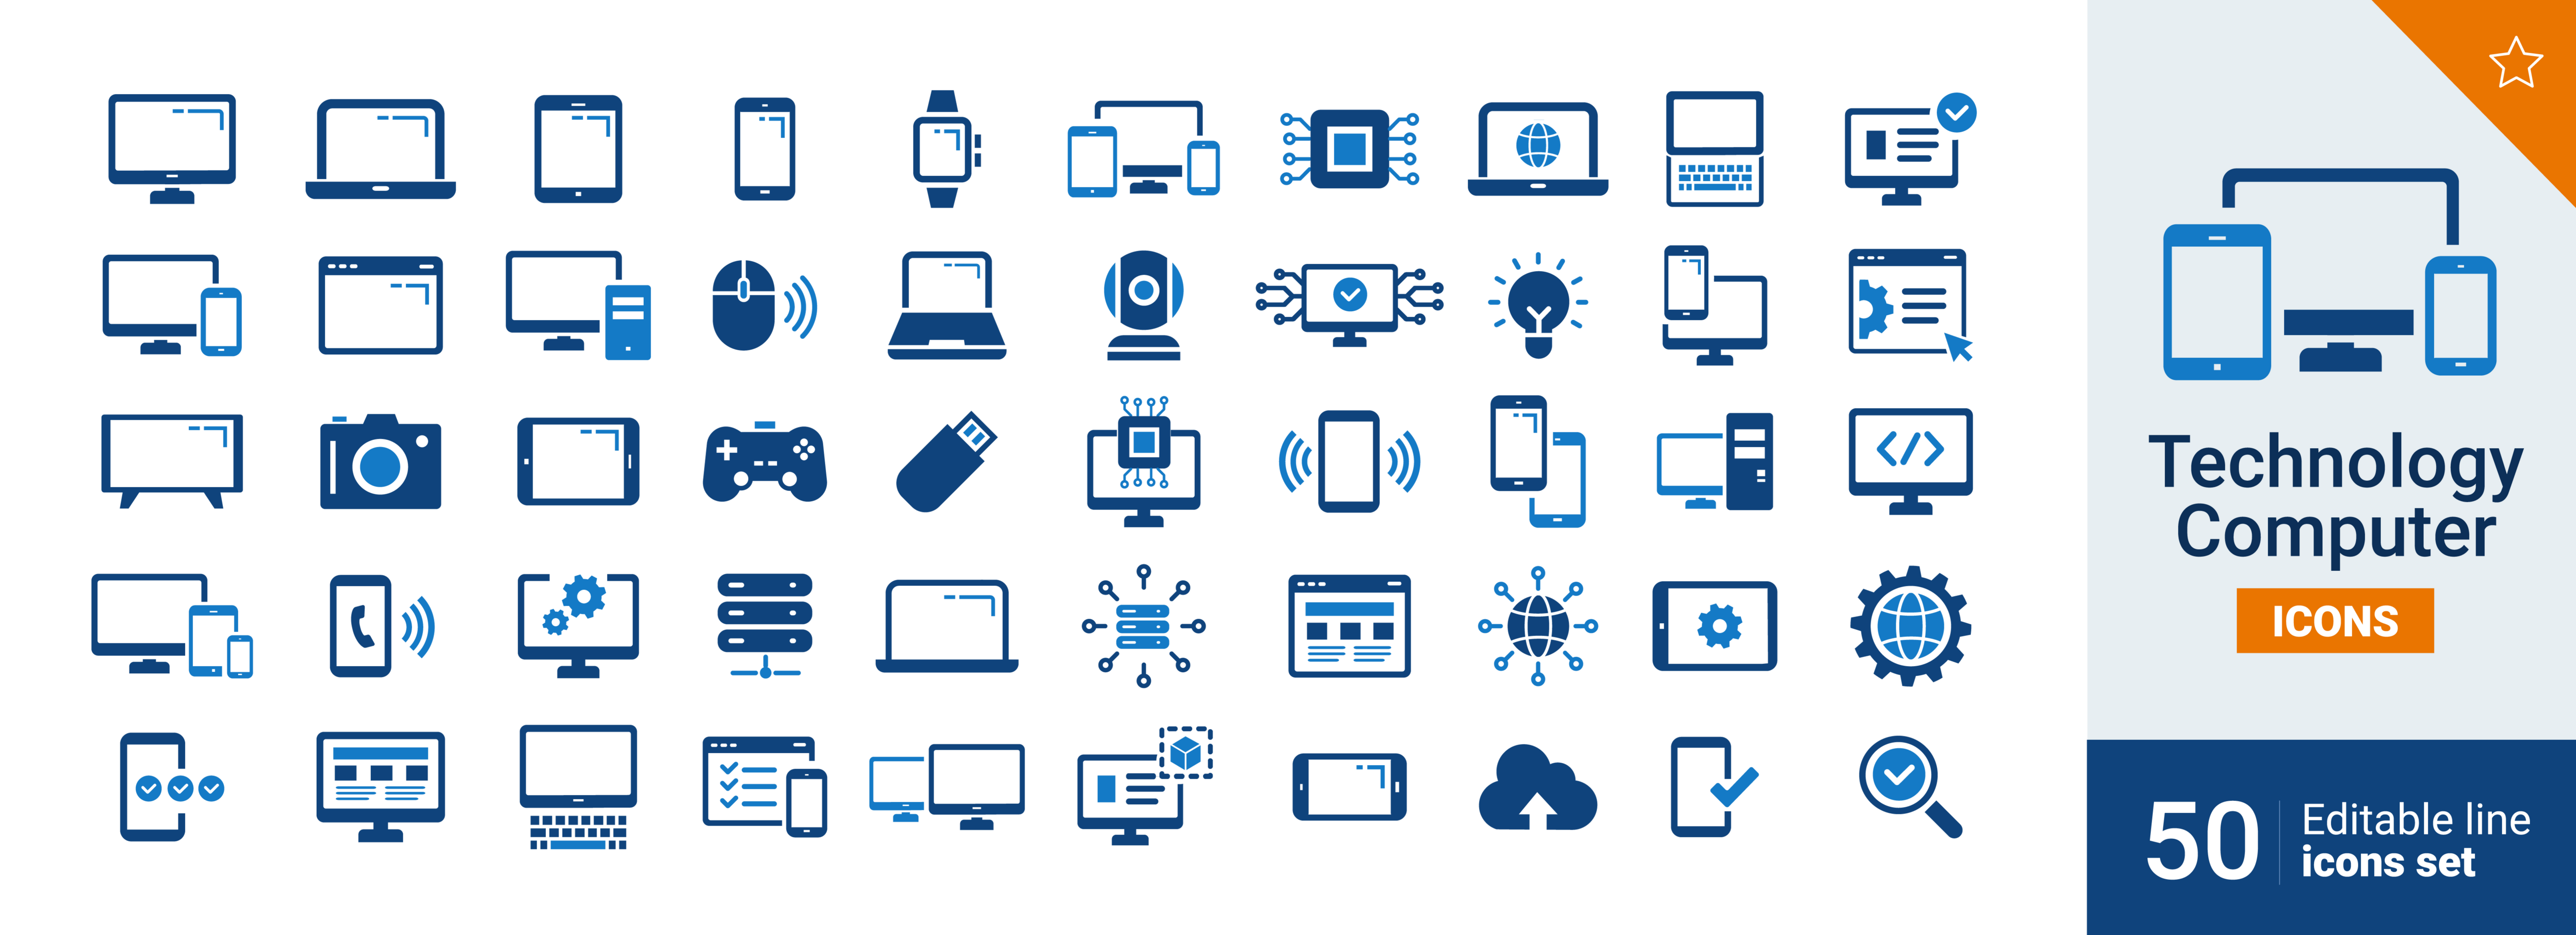 Technology
Computer
ICONS
50
Editable line
icons set